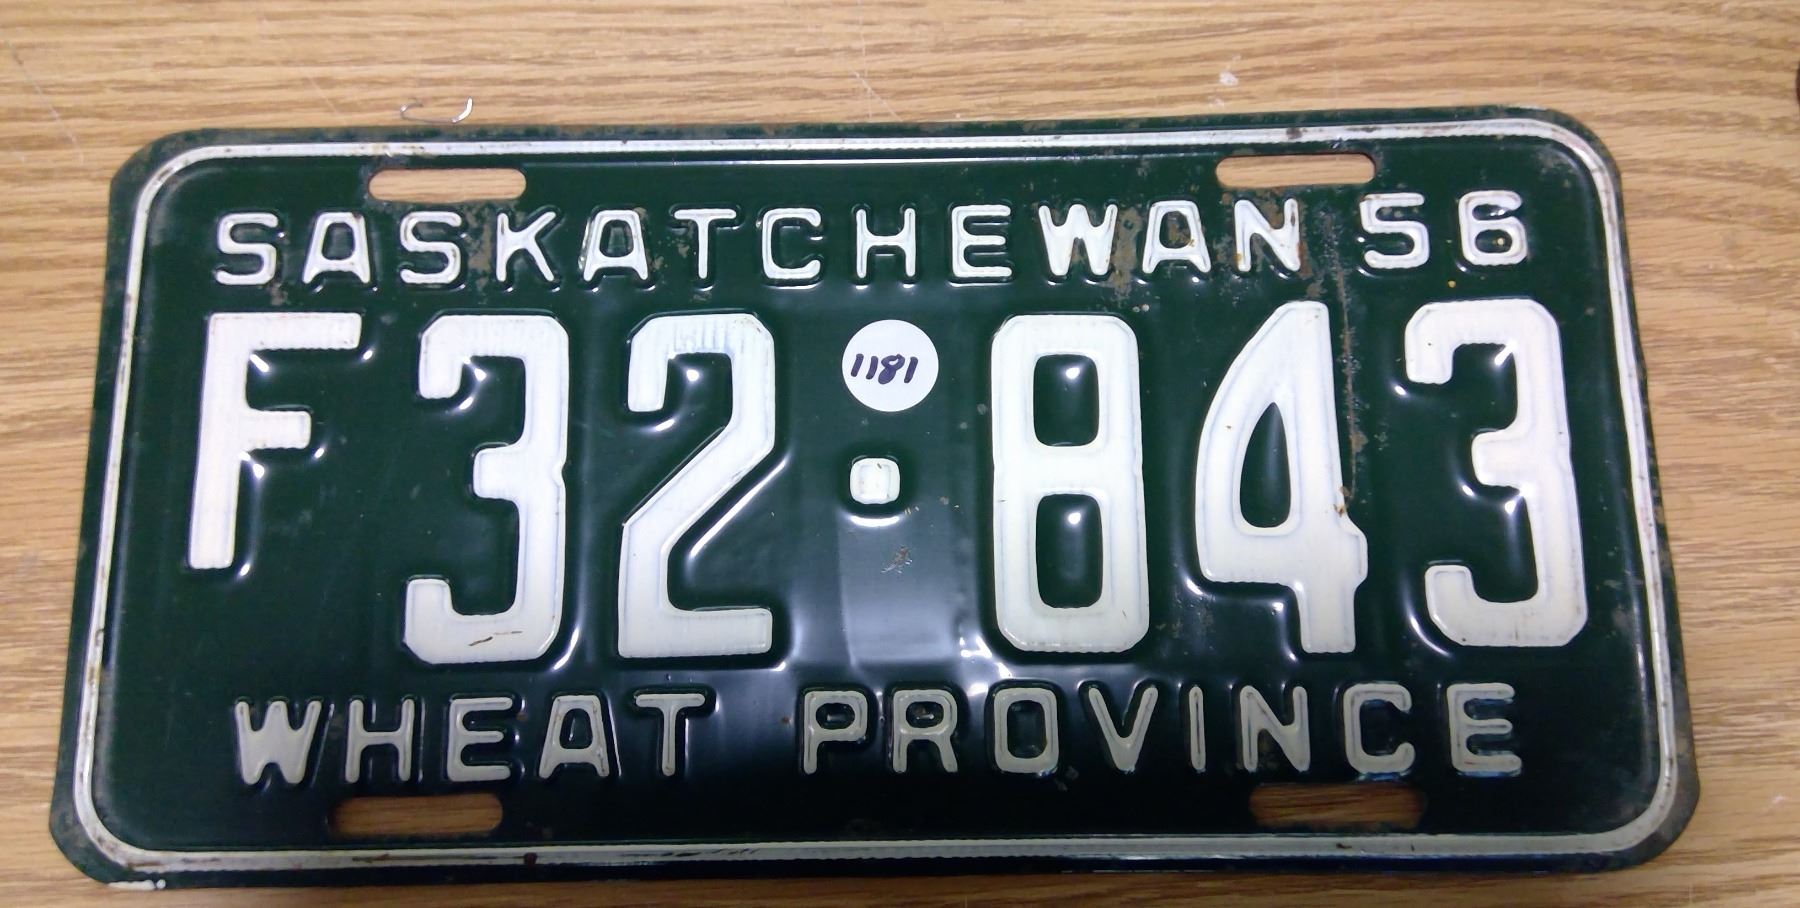 SASKATCHEWAN 56
F32·843
1181
WHEAT PROVINCE